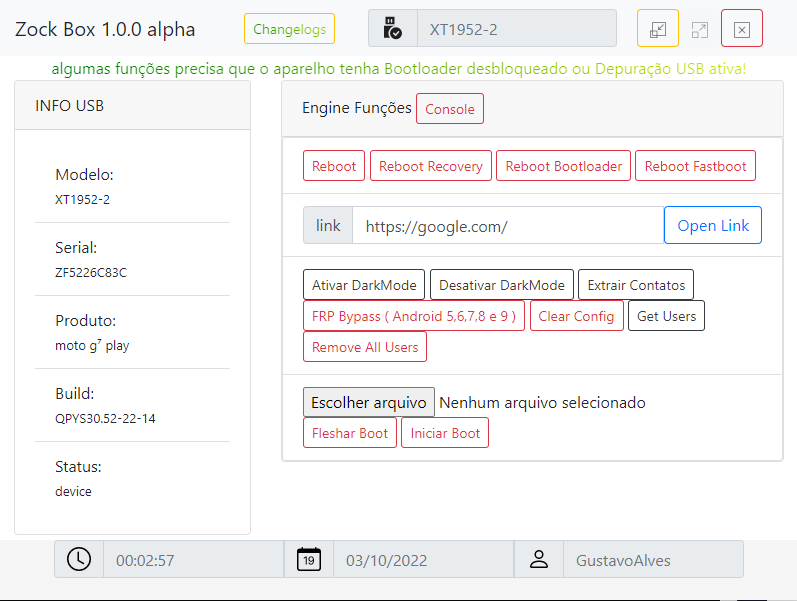 Zock Box 1.0.0 alpha
Changelogs
XT1952-2
algumas funções precisa que o aparelho tenha Bootloader desbloqueado ou Depuração USB ativa!
INFO USB
Modelo:
XT1952-2
Serial:
ZF5226C83C
Produto:
moto g⁷ play
Build:
QPYS30.52-22-14
Status:
device
Engine Funções Console
Reboot Reboot Recovery Reboot Bootloader Reboot Fastboot
link https://google.com/ Open Link
Ativar DarkMode Desativar DarkMode Extrair Contatos
FRP Bypass ( Android 5,6,7,8 e 9 ) Clear Config Get Users
Remove All Users
Escolher arquivo Nenhum arquivo selecionado
Fleshar Boot Iniciar Boot
00:02:57 19 03/10/2022 GustavoAlves